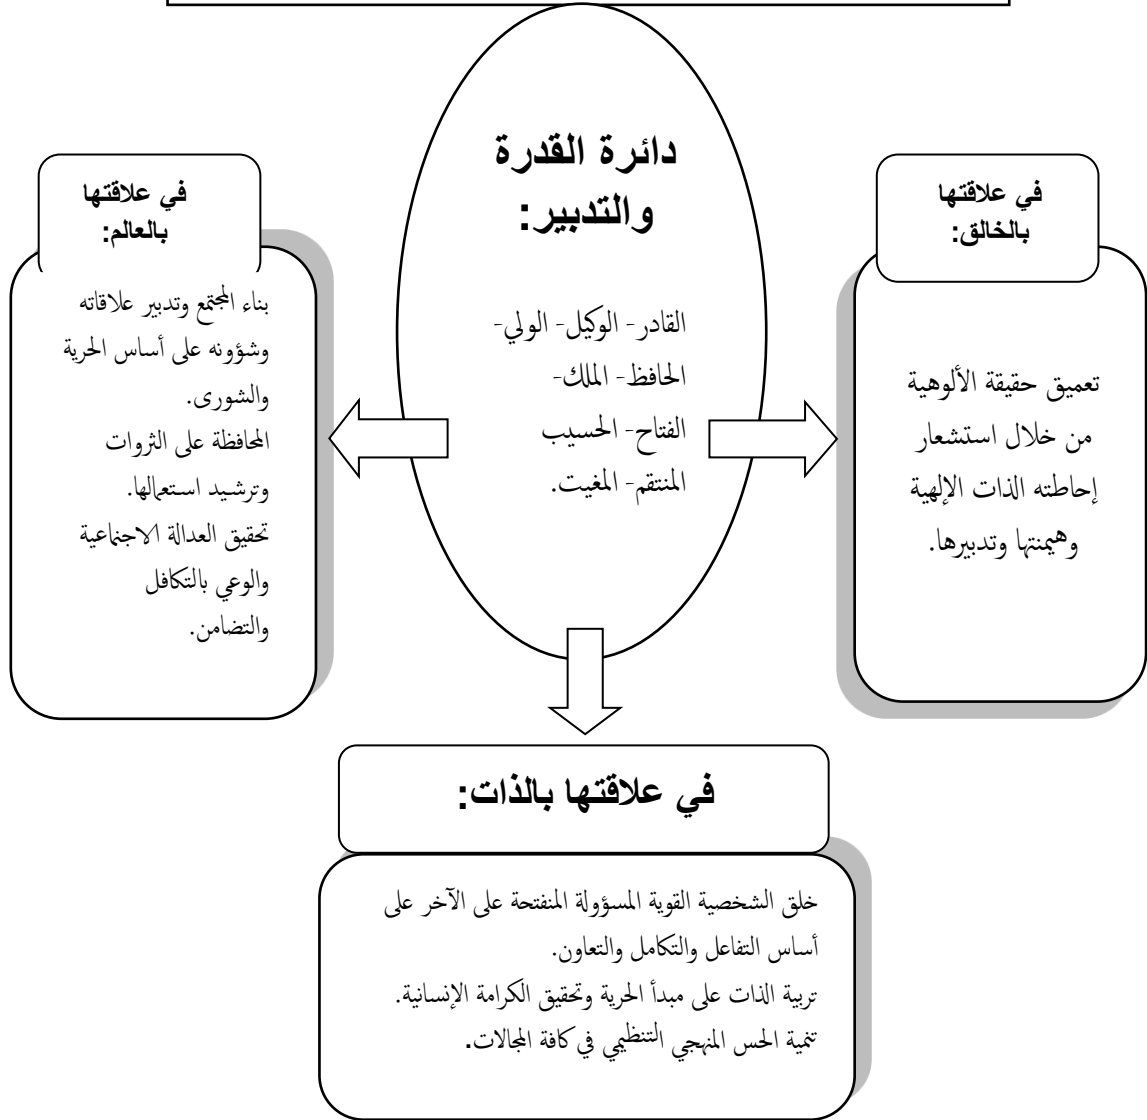 دائرة القدرة
والتدبير:
القادر- الوكيل- الولي-
الحافظ- الملك-
الفتاح- الحسيب
المنتقم- المغيت.
في علاقتها
بالخالق:
تعميق حقيقة الألوهية
من خلال استشعار
إحاطته الذات الإلهية
وهيمنتها وتدبيرها.
في علاقتها
بالعالم:
بناء المجتمع وتدبير علاقاته
وشؤونه على أساس الحرية
والشورى.
المحافظة على الثروات
وترشيد استعمالها.
تحقيق العدالة الاجتماعية
والوعي بالتكافل
والتضامن.
في علاقتها بالذات:
خلق الشخصية القوية المسؤولة المنفتحة على الآخر على
أساس التفاعل والتكامل والتعاون.
تربية الذات على مبدأ الحرية وتحقيق الكرامة الإنسانية.
تنمية الحس المنهجي التنظيمي في كافة المجالات.